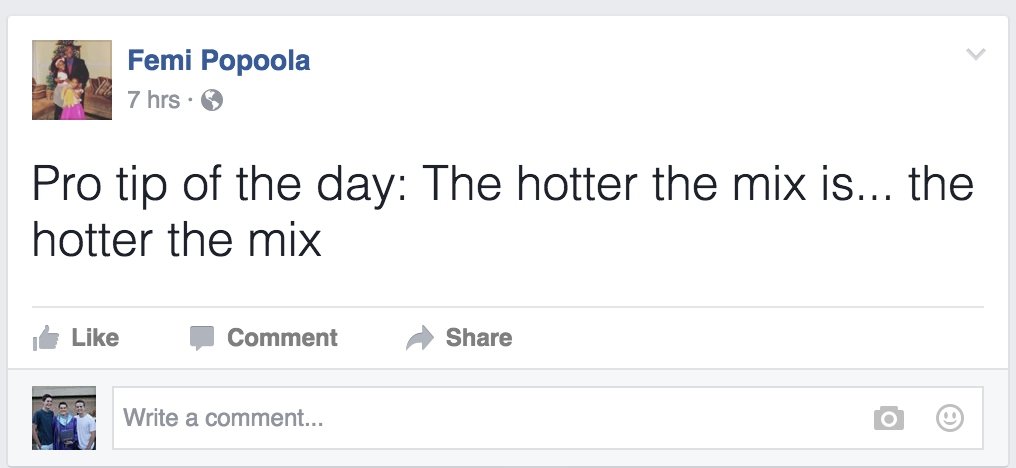 Femi Popoola
7 hrs ·
Pro tip of the day: The hotter the mix is... the
hotter the mix
Like Comment Share
Write a comment...